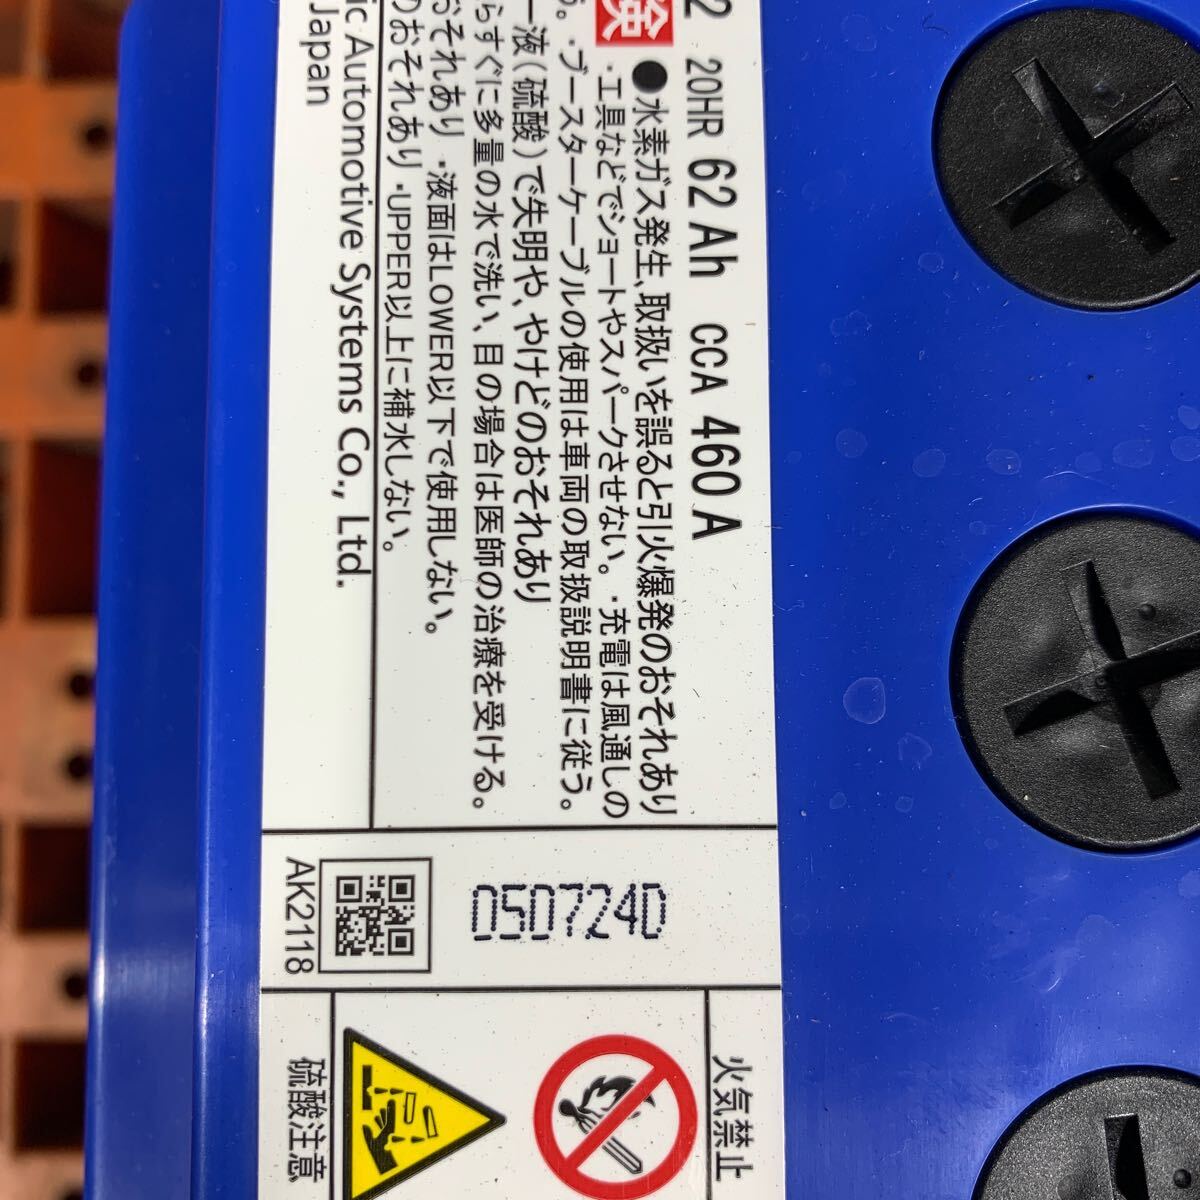 2 20HR 62Ah CCA 460A
険
●水素ガス発生、取扱いを誤ると引火爆発のおそれあり
・工具などでショートやスパークさせない。・充電は風通しの
う。・ブースターケーブルの使用は車両の取扱説明書に従う。
ー液(硫酸)で失明や、やけどのおそれあり
らすぐに多量の水で洗い、目の場合は医師の治療を受ける。
おそれあり ・液面はLOWER以下で使用しない。
のおそれあり ・UPPER以上に補水しない。
ic Automotive Systems Co., Ltd.
Japan
050724D
AK2118
火気禁止
硫酸注意